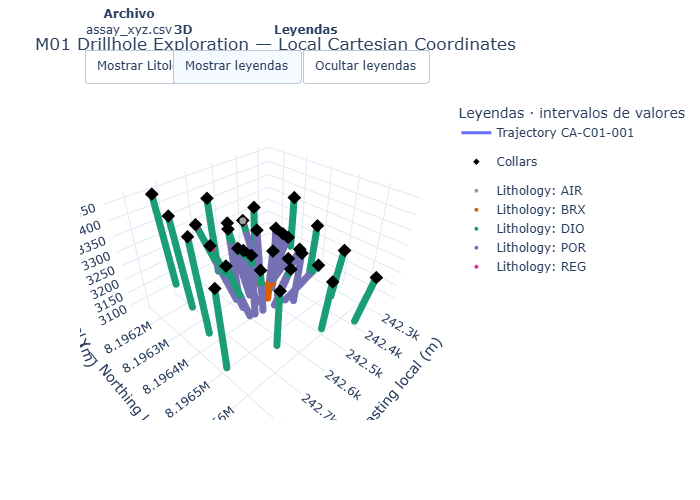 Archivo
assay_xyz.csv 3D Leyendas
M01 Drillhole Exploration — Local Cartesian Coordinates
Mostrar Litol Mostrar leyendas Ocultar leyendas
Leyendas · intervalos de valores
Trajectory CA-C01-001
Collars
Lithology: AIR
Lithology: BRX
Lithology: DIO
Lithology: POR
Lithology: REG
50
3400
3350
3300
3250
3200
3150
3100
8.1962M
8.1963M
8.1964M
8.1965M
6M
Northing l
242.3k
242.4k
242.5k
242.6k
242.7k
asting local (m)